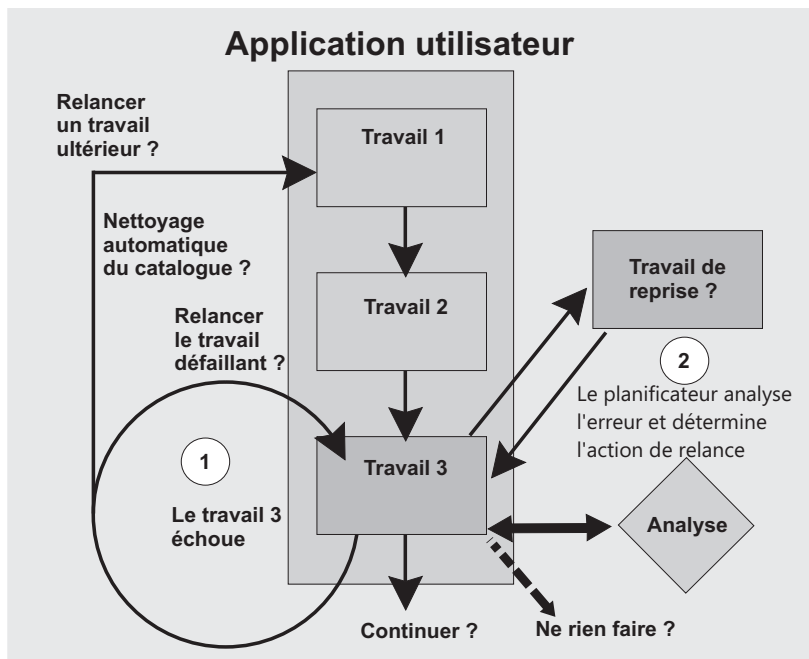 Application utilisateur
Relancer
un travail
ultérieur ?
Travail 1
Nettoyage
automatique
du catalogue ?
Travail de
reprise ?
Travail 2
Relancer
le travail
défaillant ?
2
Le planificateur analyse
l'erreur et détermine
l'action de relance
1
Travail 3
Le travail 3
échoue
Analyse
Continuer ?
Ne rien faire ?